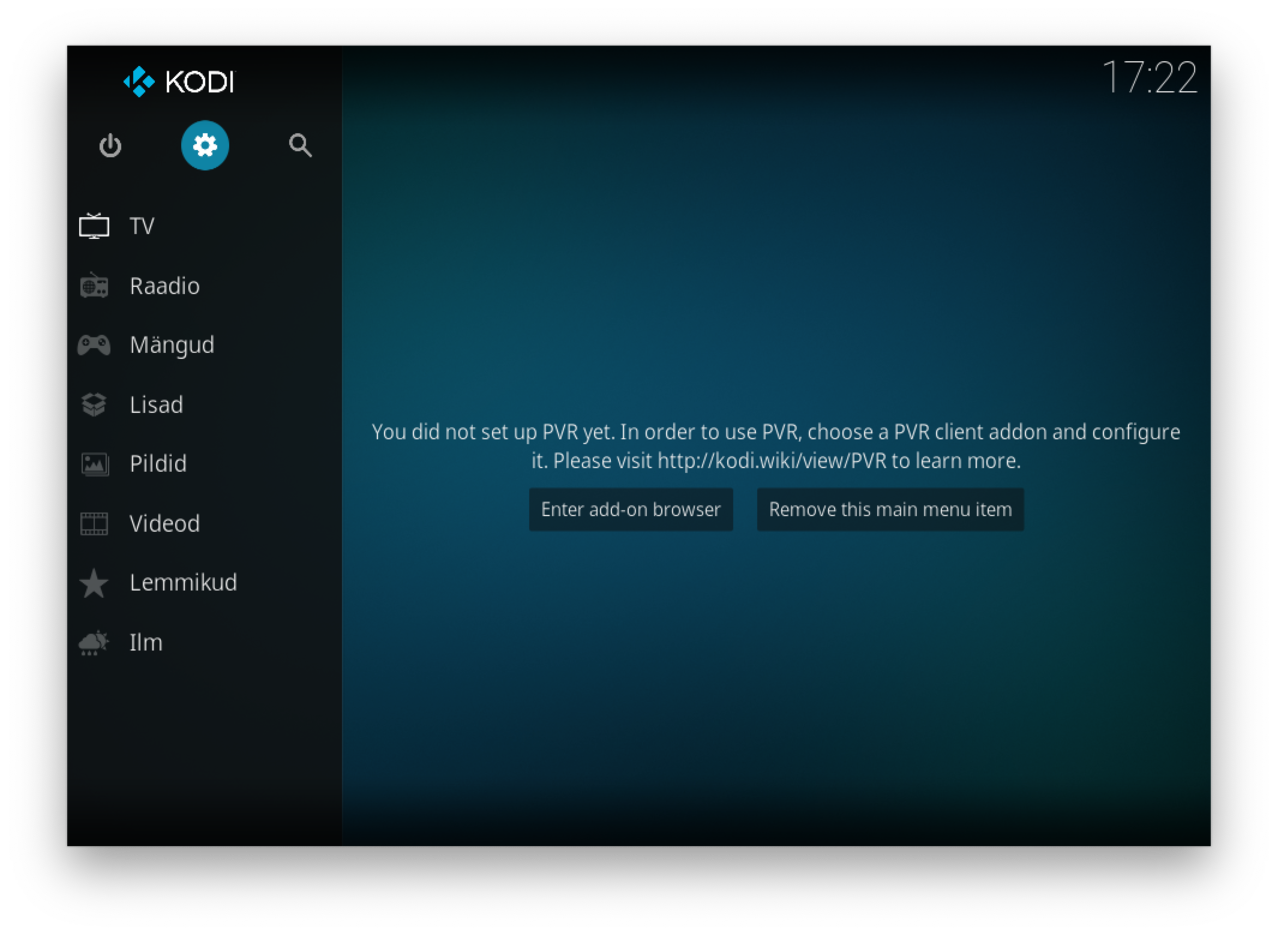 KODI
17:22
TV
Raadio
Mängud
Lisad
Pildid
Videod
Lemmikud
Ilm
You did not set up PVR yet. In order to use PVR, choose a PVR client addon and configure
it. Please visit http://kodi.wiki/view/PVR to learn more.
Enter add-on browser
Remove this main menu item